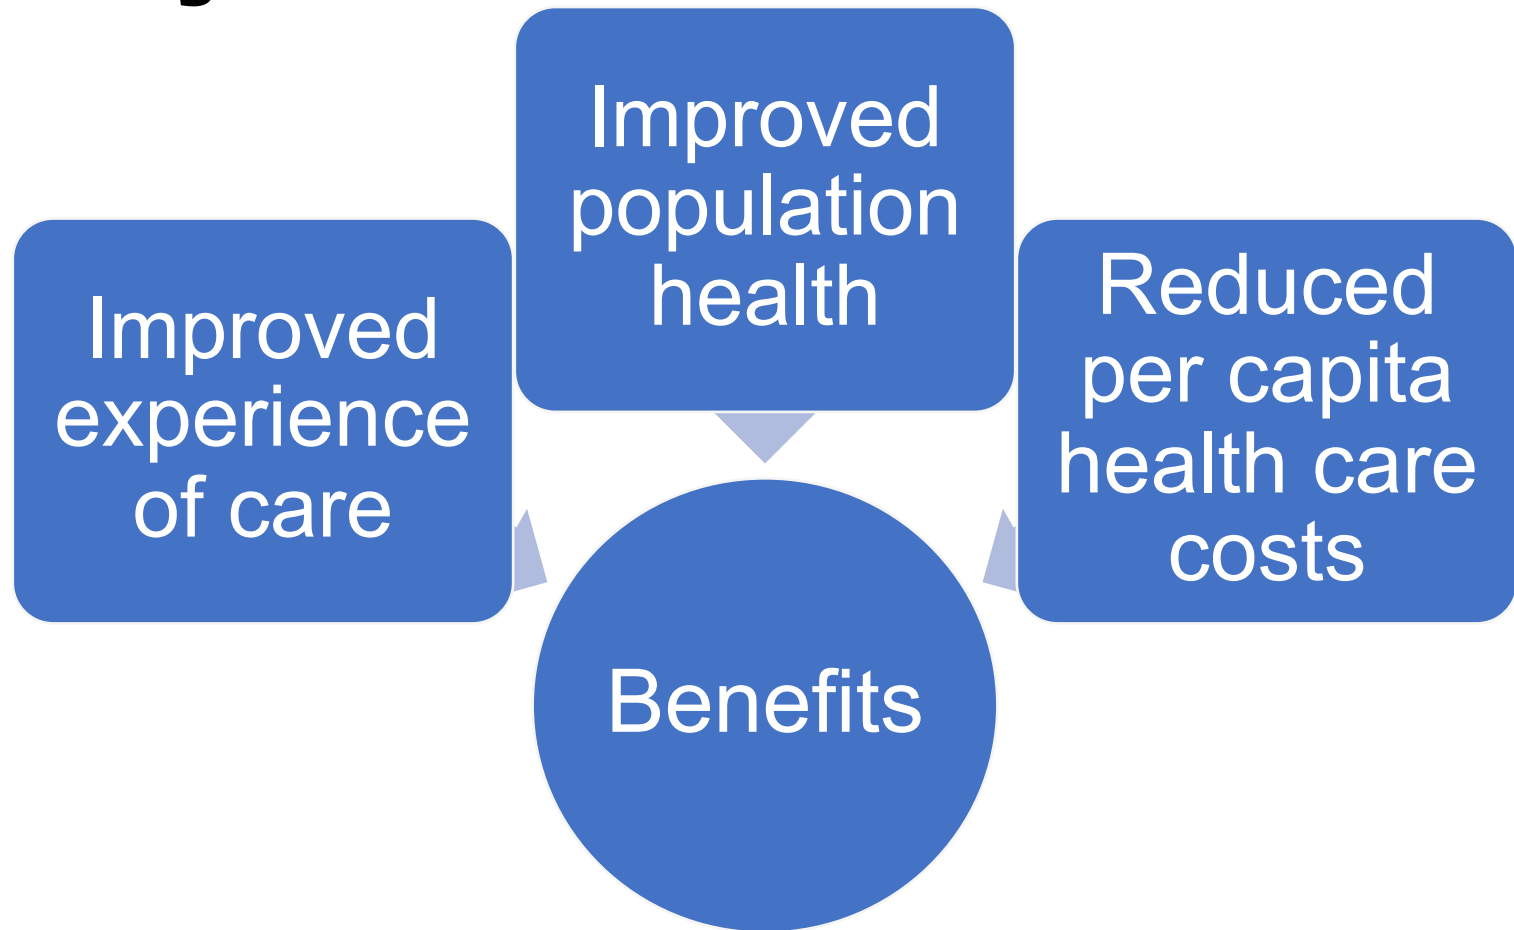 Improved
population
health
Improved
experience
of care
Reduced
per capita
health care
costs
Benefits